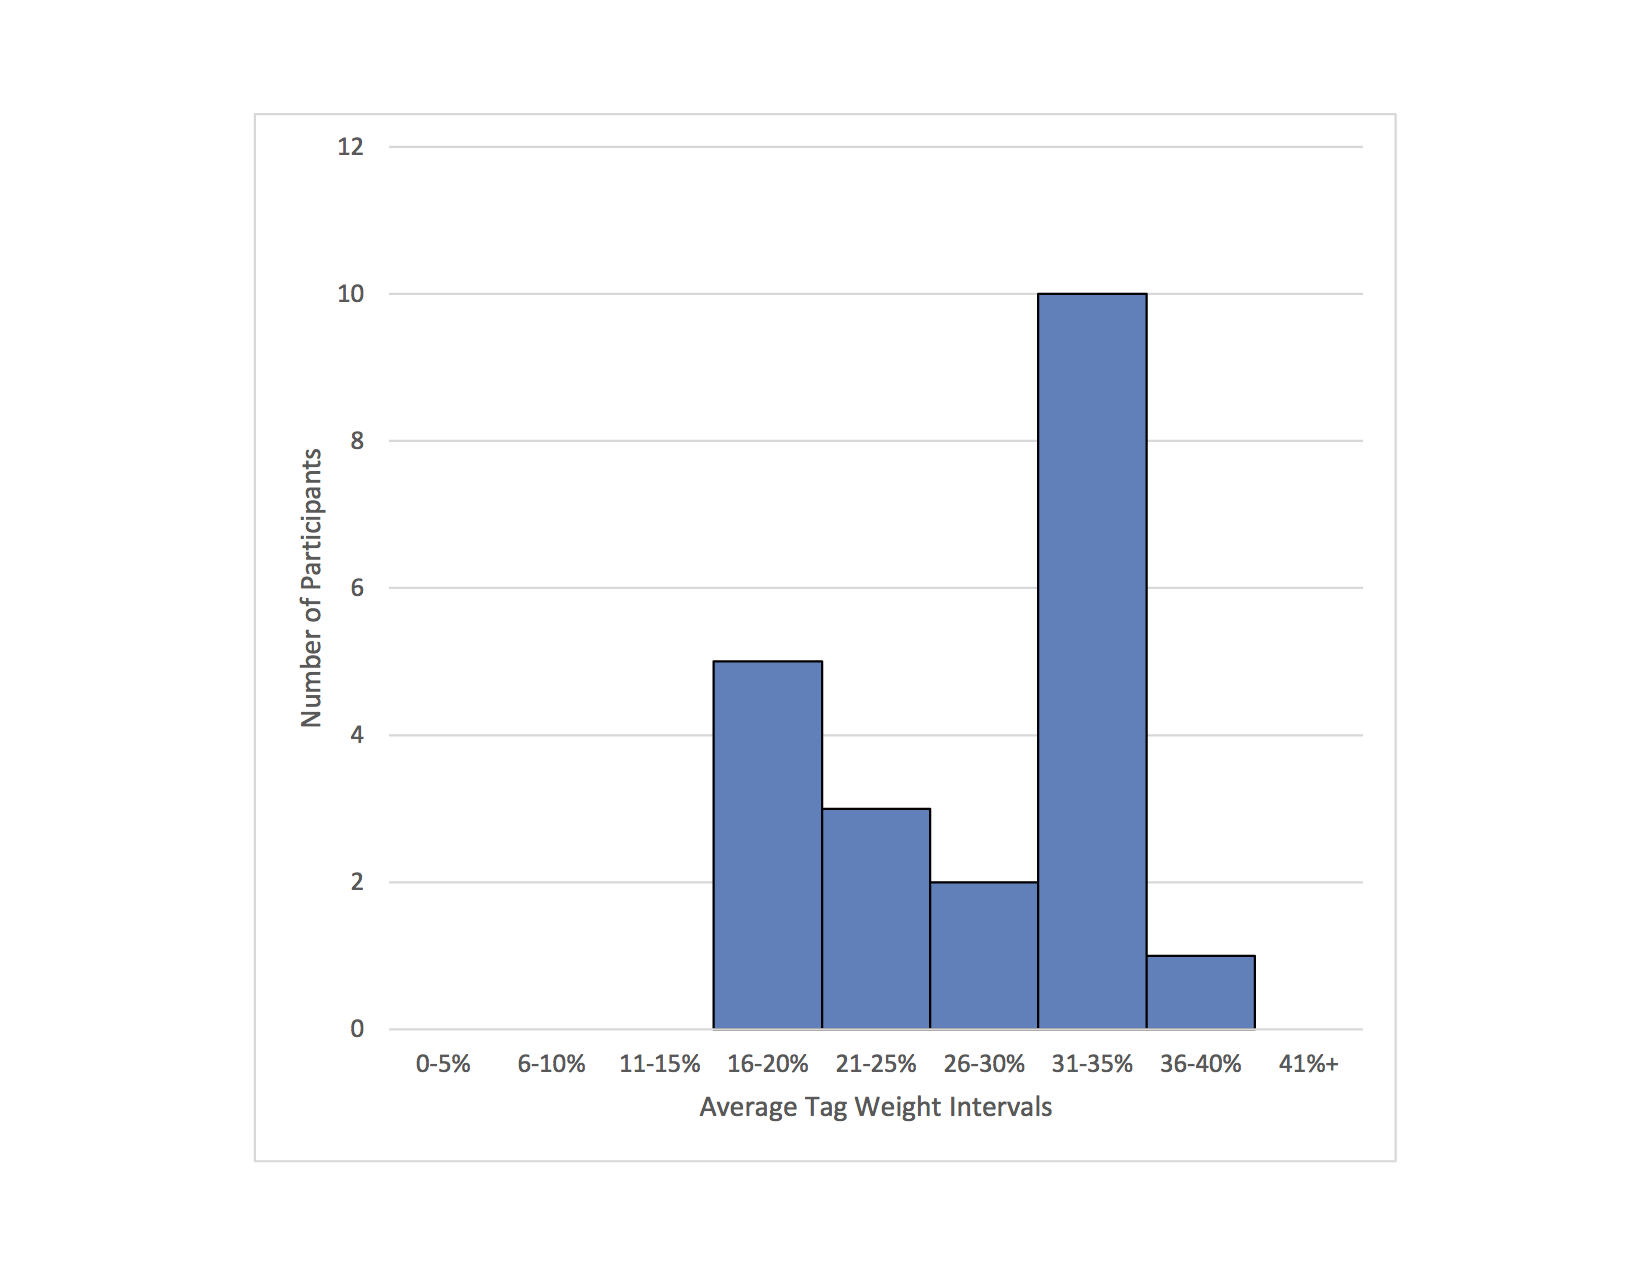 12
10
8
6
4
2
0
Number of Participants
0-5% 6-10% 11-15% 16-20% 21-25% 26-30% 31-35% 36-40% 41%+
Average Tag Weight Intervals